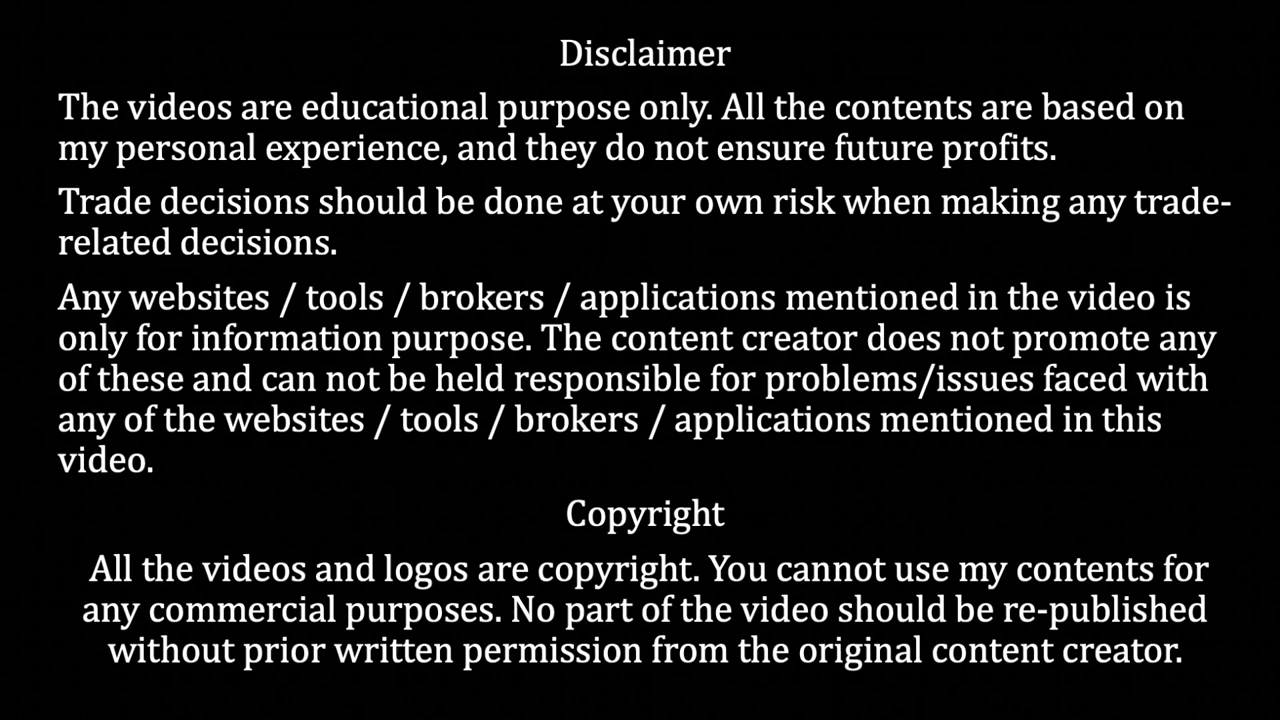 Disclaimer
The videos are educational purpose only. All the contents are based on
my personal experience, and they do not ensure future profits.
Trade decisions should be done at your own risk when making any trade-
related decisions.
Any websites / tools / brokers / applications mentioned in the video is
only for information purpose. The content creator does not promote any
of these and can not be held responsible for problems/issues faced with
any of the websites / tools / brokers / applications mentioned in this
video.
Copyright
All the videos and logos are copyright. You cannot use my contents for
any commercial purposes. No part of the video should be re-published
without prior written permission from the original content creator.